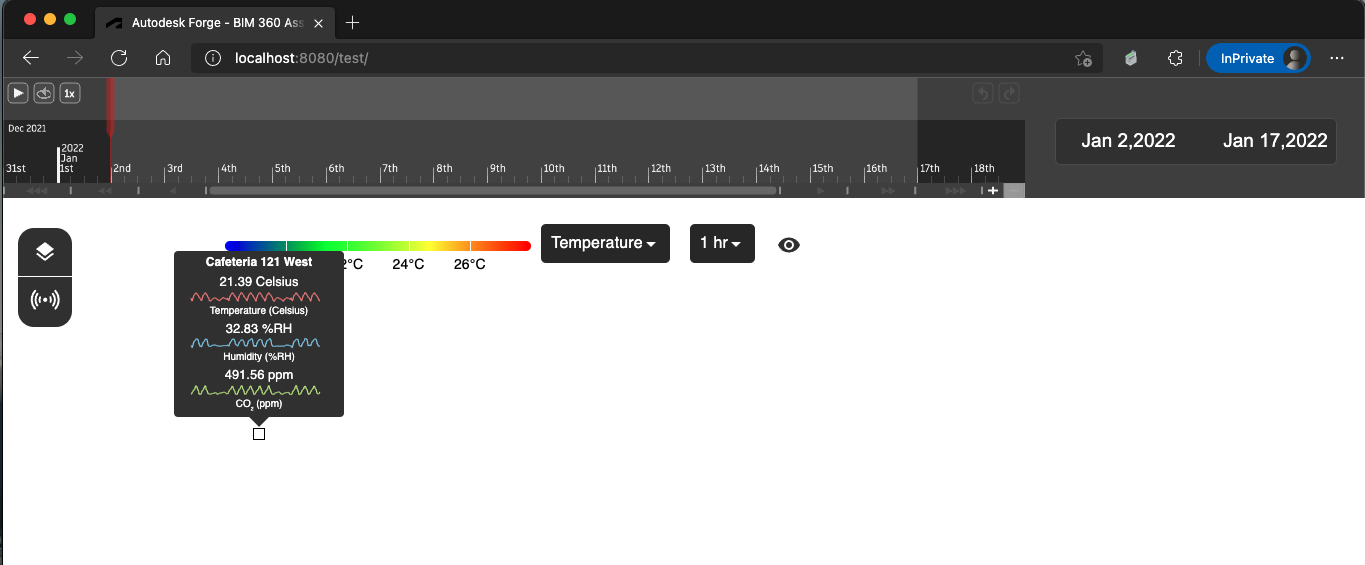 Autodesk Forge - BIM 360 Ass
localhost:8080/test/
InPrivate
1x
Dec 2021
2022
Jan
31st 1st 2nd 3rd 4th 5th 6th 7th 8th 9th 10th 11th 12th 13th 14th 15th 16th 17th 18th
Jan 2,2022 Jan 17,2022
Temperature
1 hr
2°C 24°C 26°C
Cafeteria 121 West
21.39 Celsius
Temperature (Celsius)
32.83 %RH
Humidity (%RH)
491.56 ppm
CO₂ (ppm)